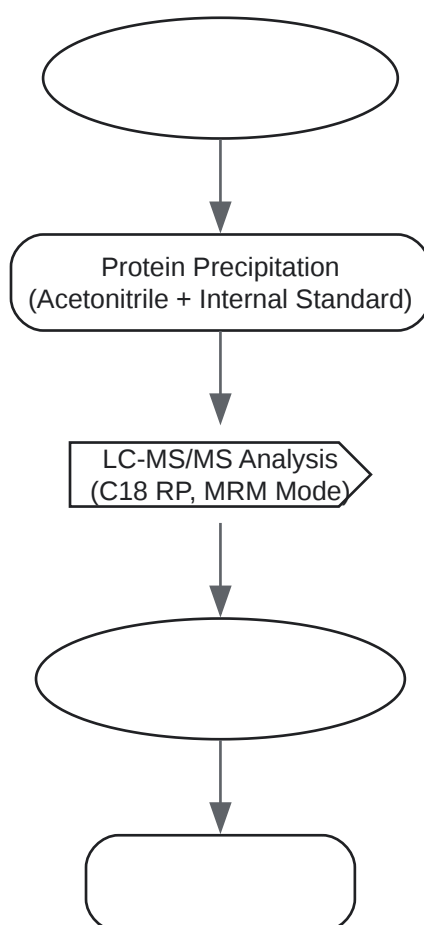 Protein Precipitation
(Acetonitrile + Internal Standard)
LC-MS/MS Analysis
(C18 RP, MRM Mode)